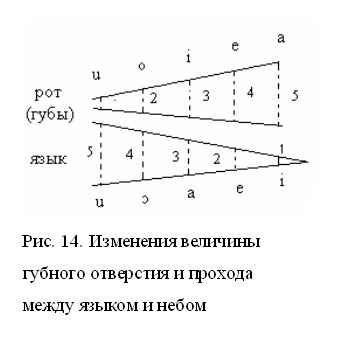 u o i e a
рот
(губы)
2 3 4 5
язык
5 4 3 2 1
u ɔ a e i
Рис. 14. Изменения величины
губного отверстия и прохода
между языком и небом